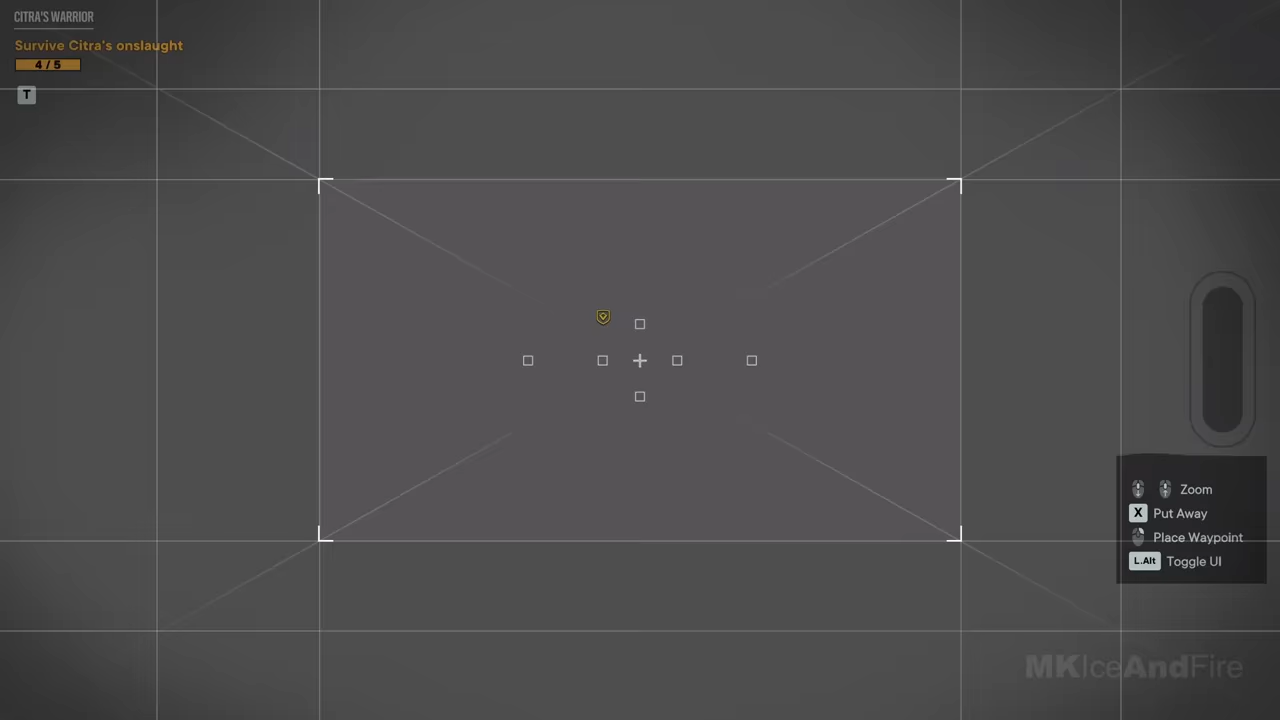 CITRA'S WARRIOR
Survive Citra's onslaught
4 / 5
T
Zoom
X Put Away
Place Waypoint
L.Alt Toggle UI
MKIceAndFire